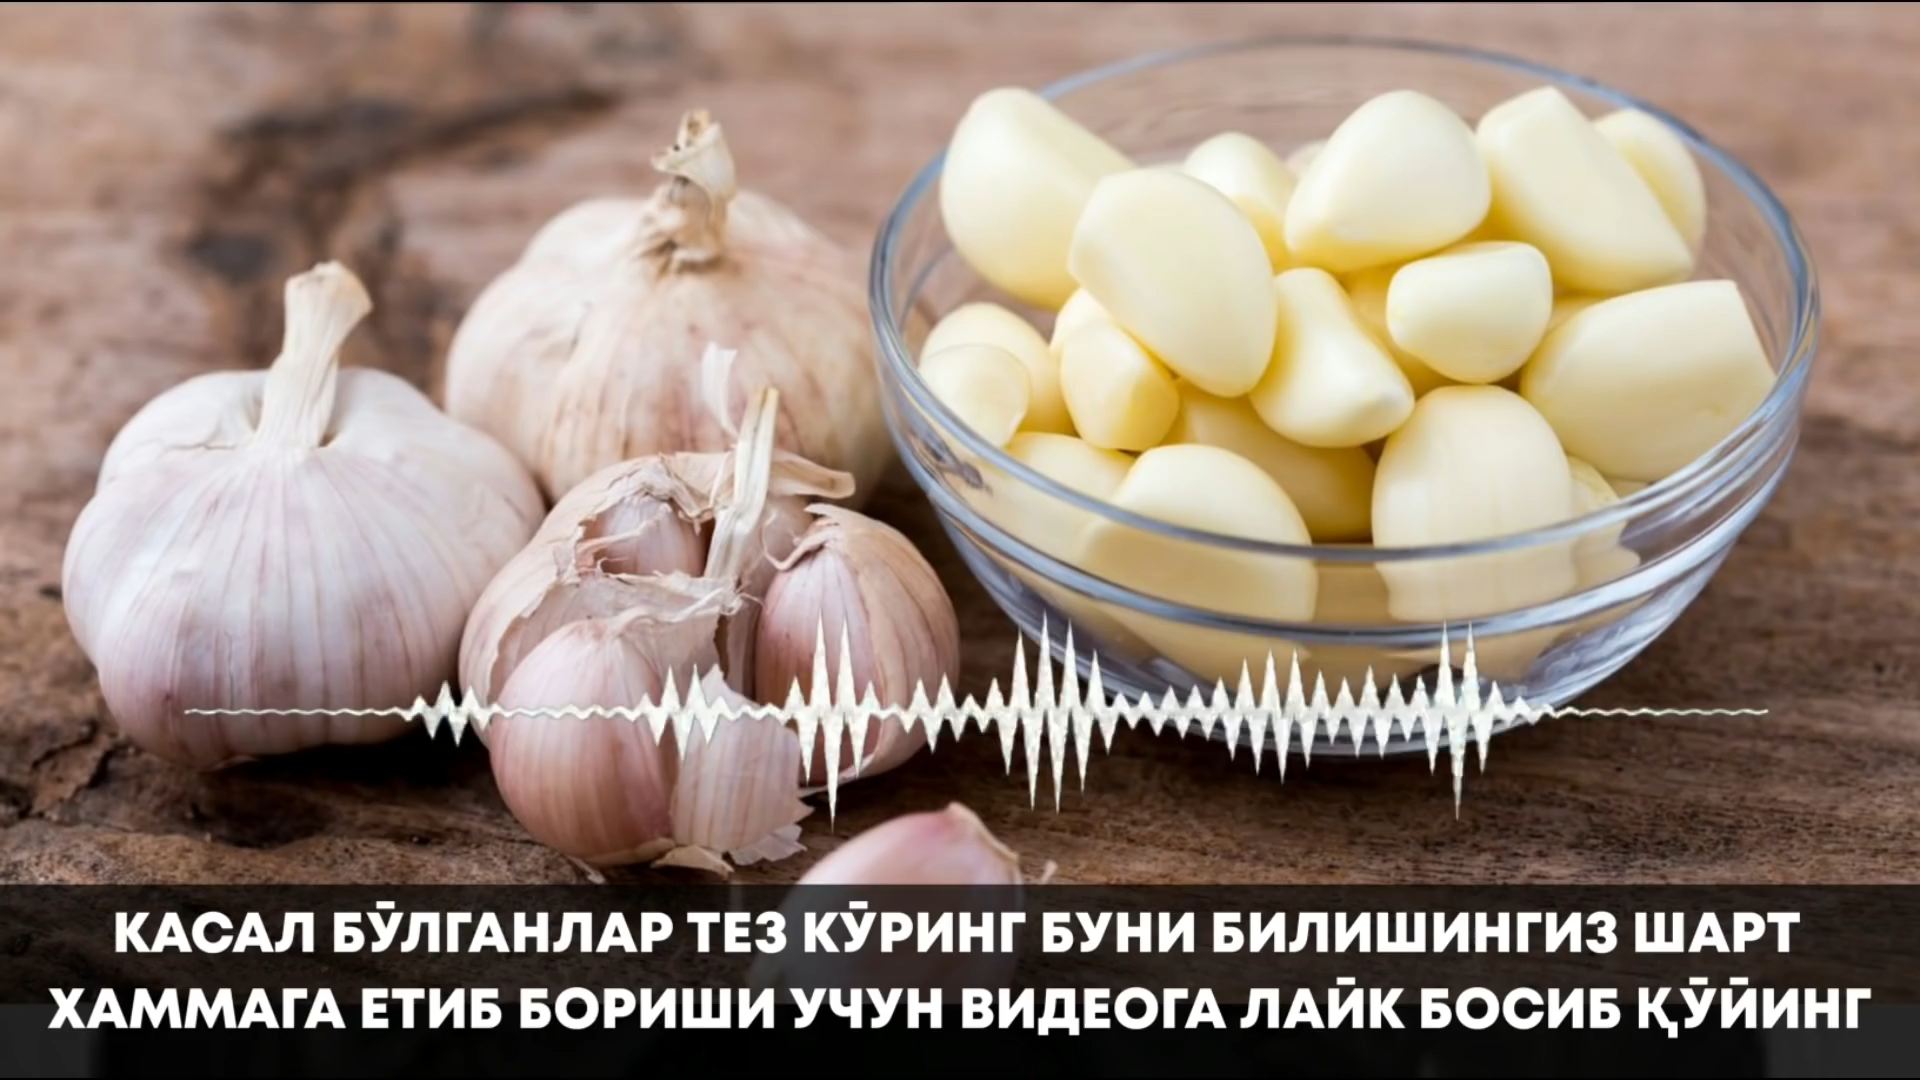 КАСАЛ БЎЛГАНЛАР ТЕЗ КЎРИНГ БУНИ БИЛИШИНГИЗ ШАРТ
ХАММАГА ЕТИБ БОРИШИ УЧУН ВИДЕОГА ЛАЙК БОСИБ ҚЎЙИНГ